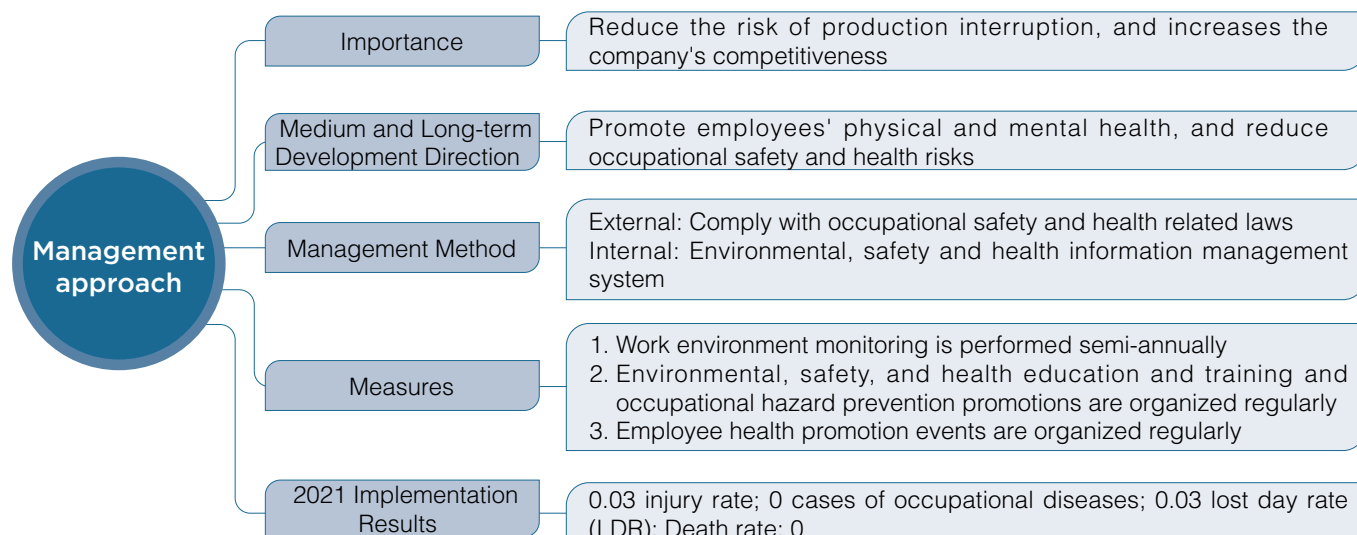 Importance
Reduce the risk of production interruption, and increases the
company's competitiveness
Medium and Long-term
Development Direction
Promote employees' physical and mental health, and reduce
occupational safety and health risks
Management
approach
Management Method
External: Comply with occupational safety and health related laws
Internal: Environmental, safety and health information management
system
Measures
1. Work environment monitoring is performed semi-annually
2. Environmental, safety, and health education and training and
occupational hazard prevention promotions are organized regularly
3. Employee health promotion events are organized regularly
2021 Implementation
Results
0.03 injury rate; 0 cases of occupational diseases; 0.03 lost day rate
(LDR); Death rate: 0